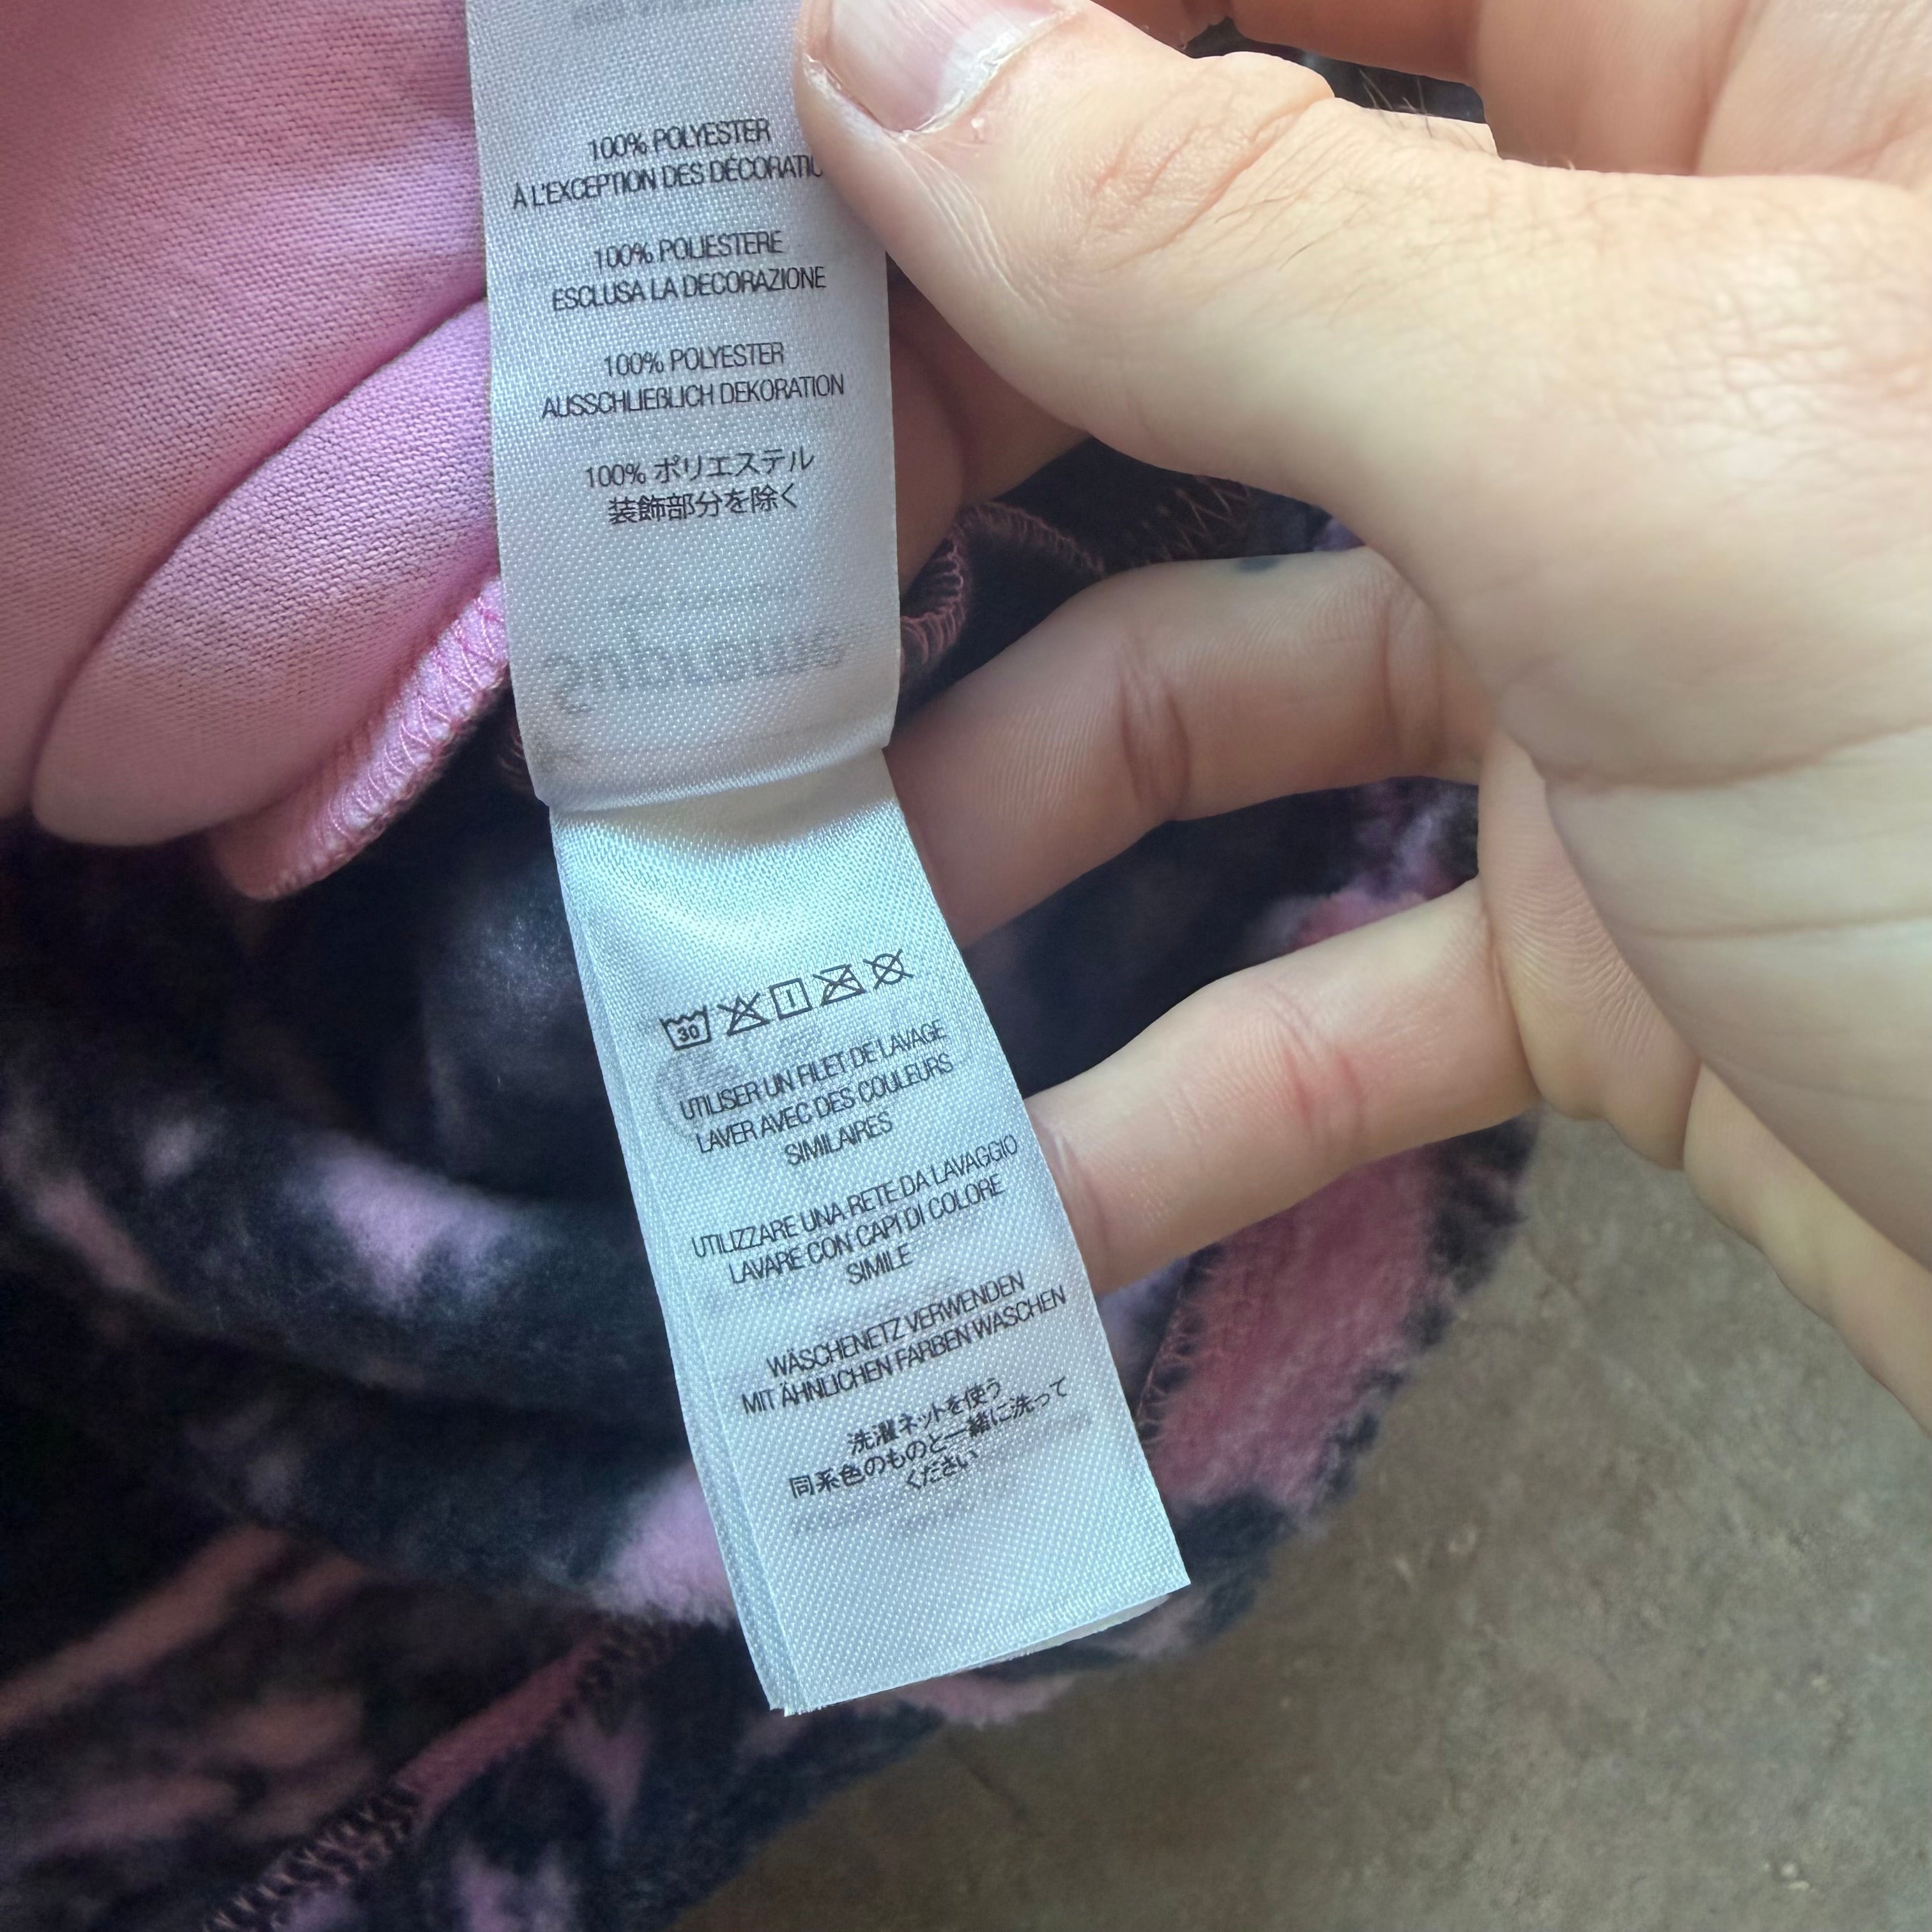 100% POLYESTER
À L'EXCEPTION DES
100% POLIESTERE
ESCLUSA LA DECORAZIONE
100% POLYESTER
AUSSCHLIEẞLICH DEKORATION
100% ポリエステル
装飾部分を除く
30
UTILISER UN FILET DE LAVAGE
LAVER AVEC DES COULEURS
SIMILAIRES
UTILIZZARE UNA RETE DA LAVAGGIO
LAVARE CON CAPI DI COLORE
SIMILE
WÄSCHENETZ VERWENDEN
MIT ÄHNLICHEN FARBEN WASCHEN
洗濯ネットを使う
同系色のものと一緒に洗って
ください